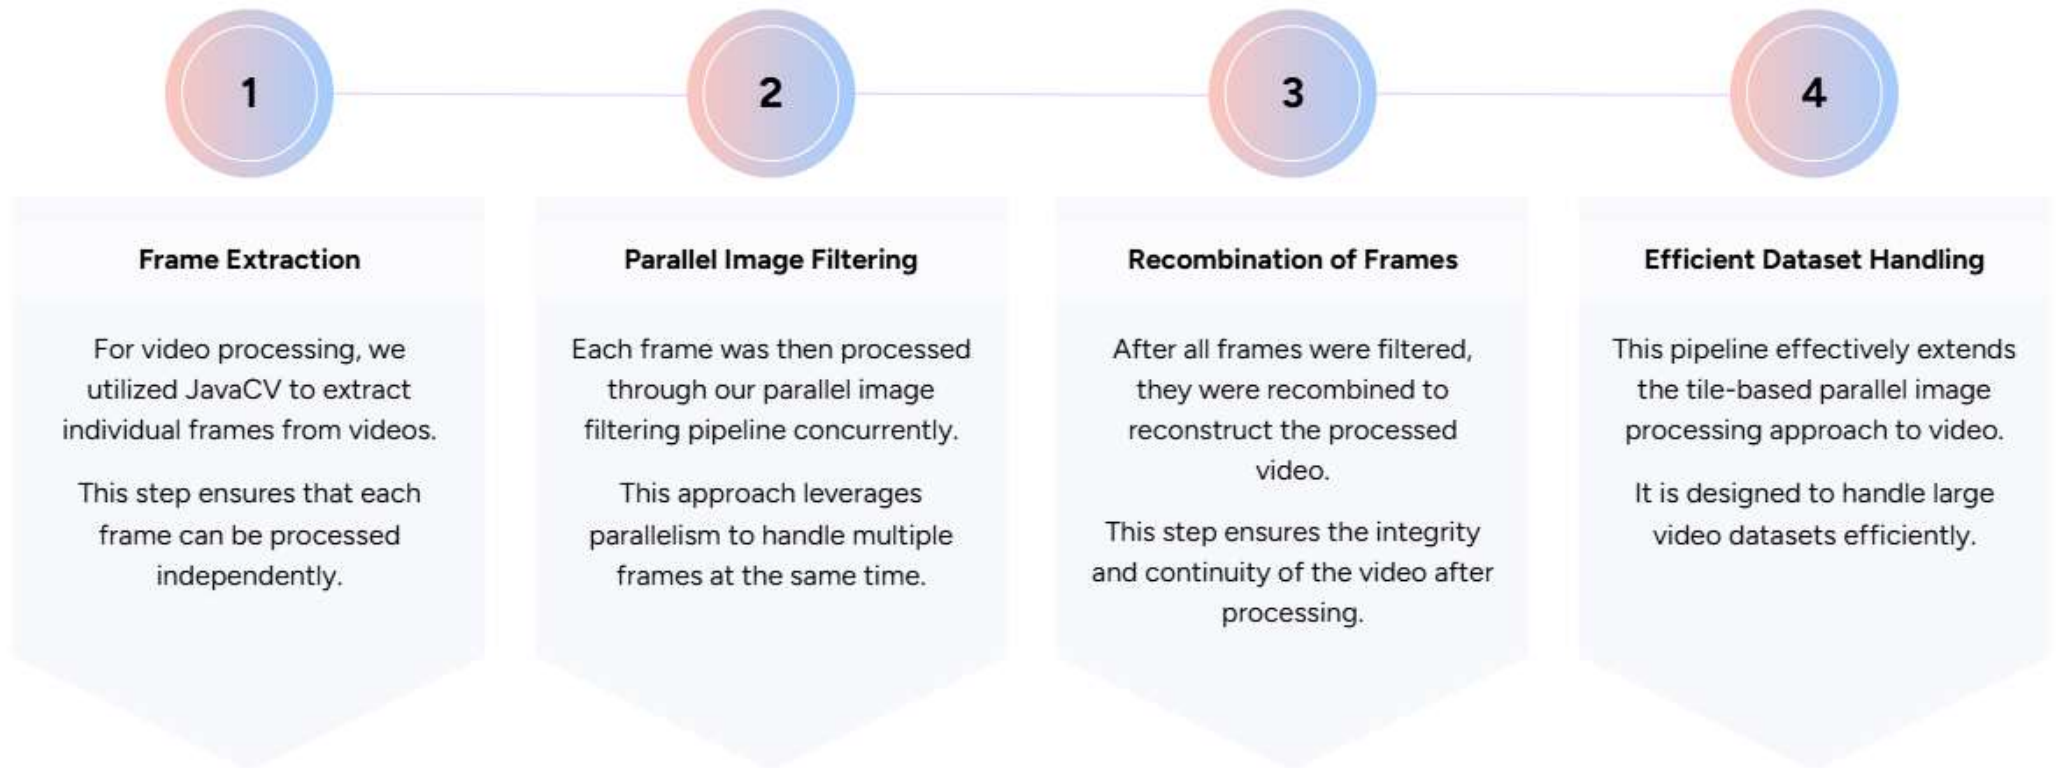 1
2
3
4
Frame Extraction
For video processing, we
utilized JavaCV to extract
individual frames from videos.
This step ensures that each
frame can be processed
independently.
Parallel Image Filtering
Each frame was then processed
through our parallel image
filtering pipeline concurrently.
This approach leverages
parallelism to handle multiple
frames at the same time.
Recombination of Frames
After all frames were filtered,
they were recombined to
reconstruct the processed
video.
This step ensures the integrity
and continuity of the video after
processing.
Efficient Dataset Handling
This pipeline effectively extends
the tile-based parallel image
processing approach to video.
It is designed to handle large
video datasets efficiently.